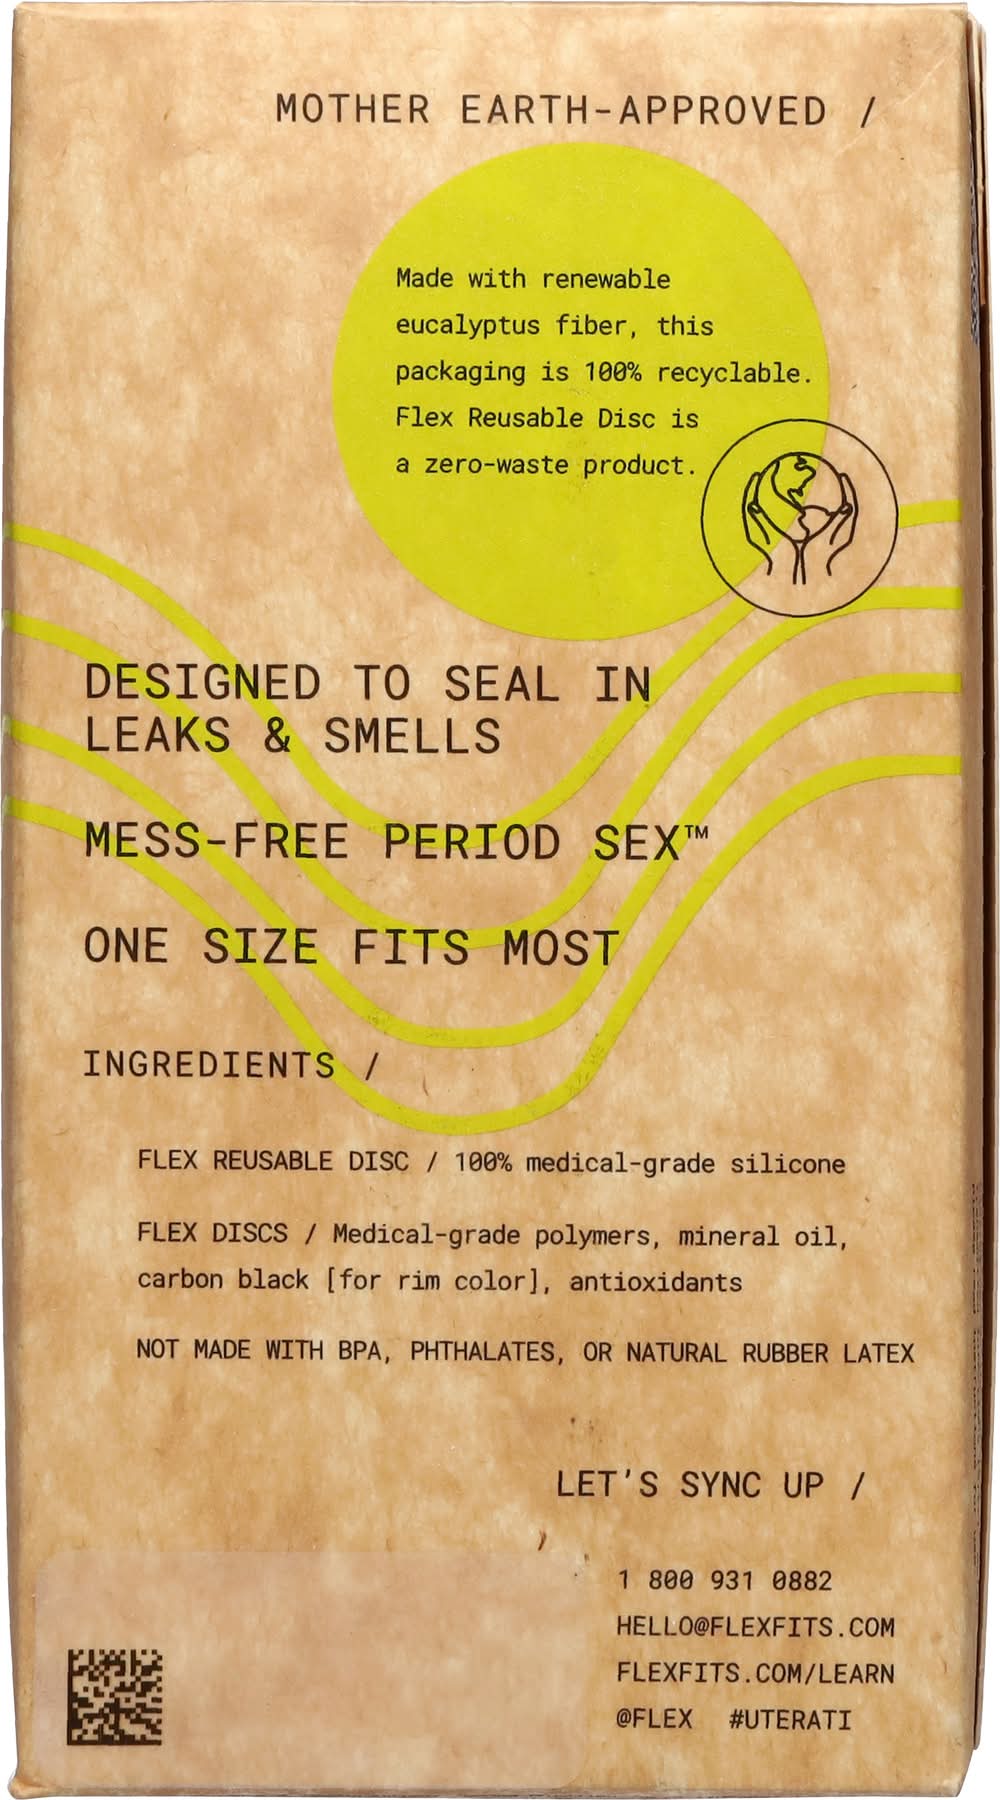 MOTHER EARTH-APPROVED /
Made with renewable
eucalyptus fiber, this
packaging is 100% recyclable.
Flex Reusable Disc is
a zero-waste product.
DESIGNED TO SEAL IN
LEAKS & SMELLS
MESS-FREE PERIOD SEX™
ONE SIZE FITS MOST
INGREDIENTS /
FLEX REUSABLE DISC / 100% medical-grade silicone
FLEX DISCS / Medical-grade polymers, mineral oil,
carbon black [for rim color], antioxidants
NOT MADE WITH BPA, PHTHALATES, OR NATURAL RUBBER LATEX
LET'S SYNC UP /
1 800 931 0882
HELLO@FLEXFITS.COM
FLEXFITS.COM/LEARN
@FLEX #UTERATI